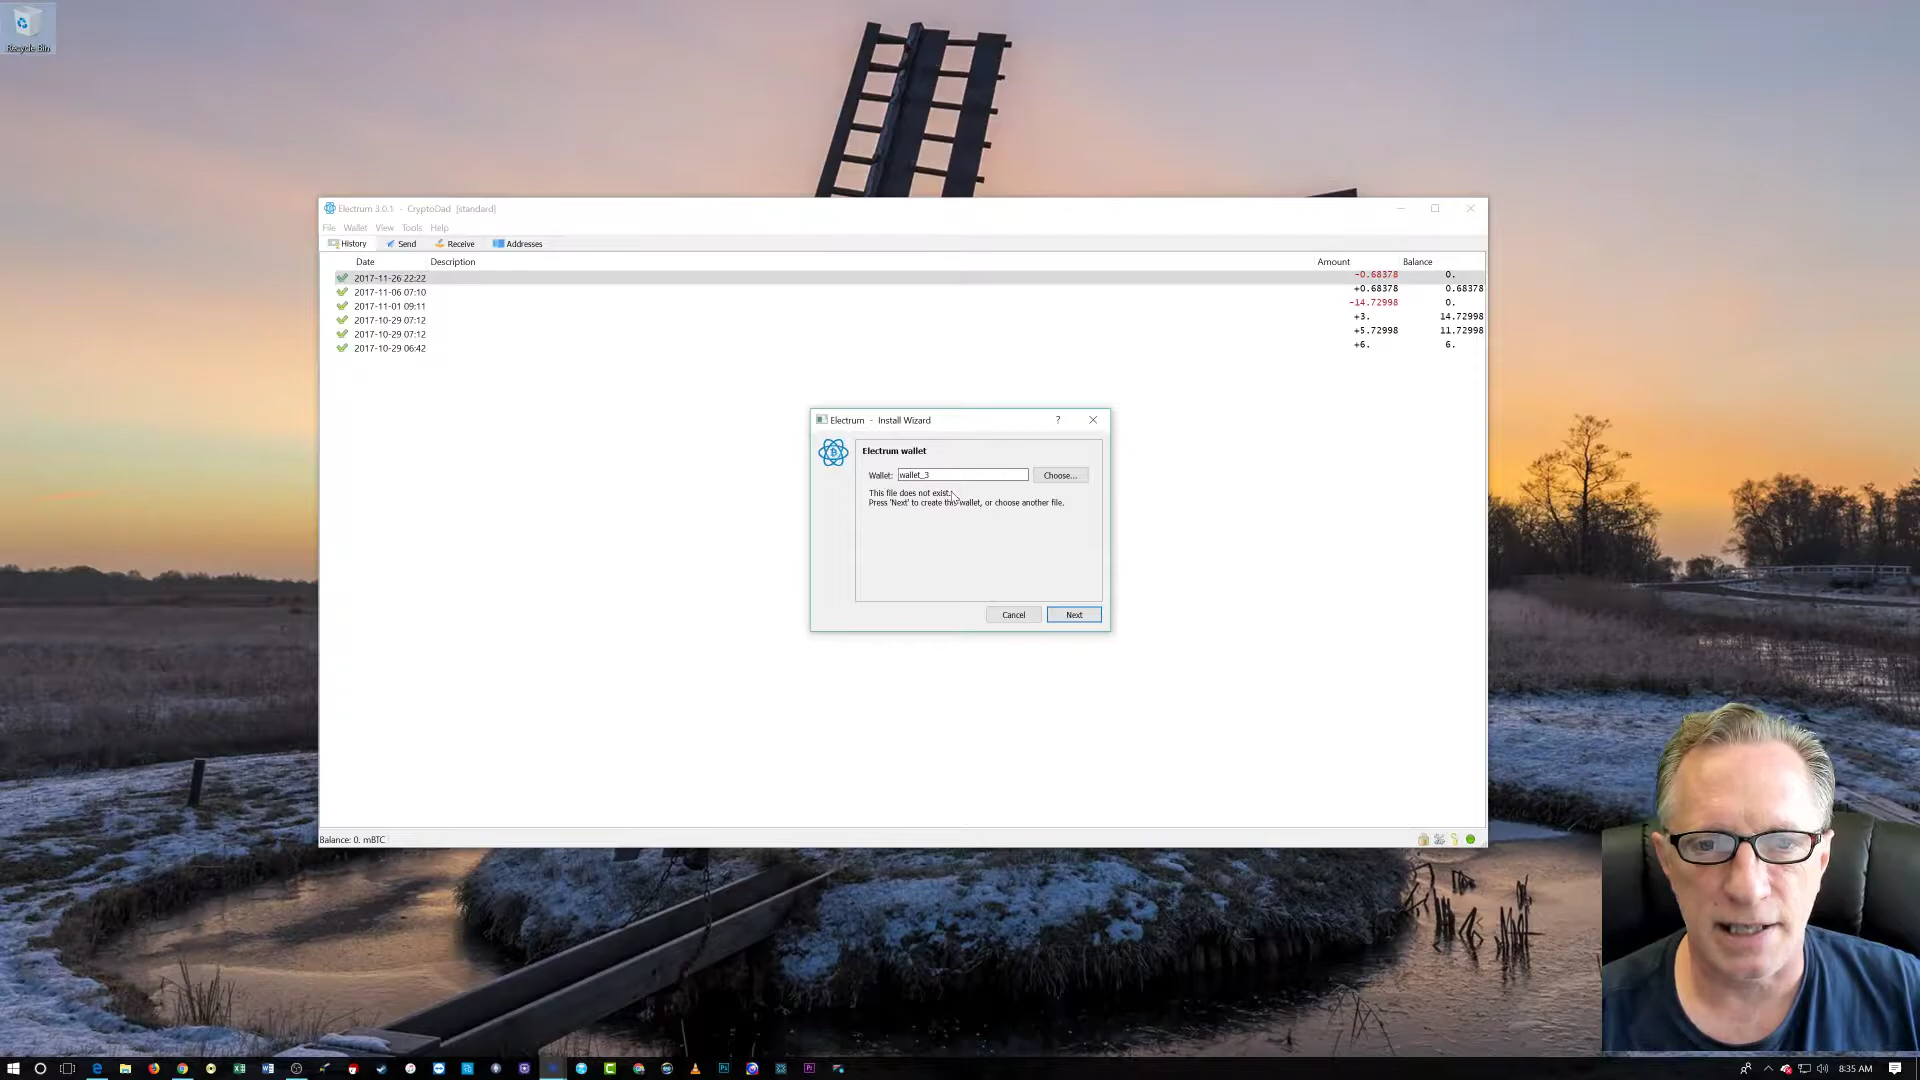 Recycle Bin
Electrum 3.0.1 - CryptoDad [standard]
File Wallet View Tools Help
History Send Receive Addresses
Date Description Amount Balance
2017-11-26 22:22 -0.68378 0.
2017-11-06 07:10 +0.68378 0.68378
2017-11-01 09:11 -14.72998 0.
2017-10-29 07:12 +3. 14.72998
2017-10-29 07:12 +5.72998 11.72998
2017-10-29 06:42 +6. 6.
Electrum - Install Wizard ?
Electrum wallet
Wallet: wallet_3 Choose...
This file does not exist.
Press 'Next' to create this wallet, or choose another file.
Cancel Next
Balance: 0. mBTC
8:35 AM